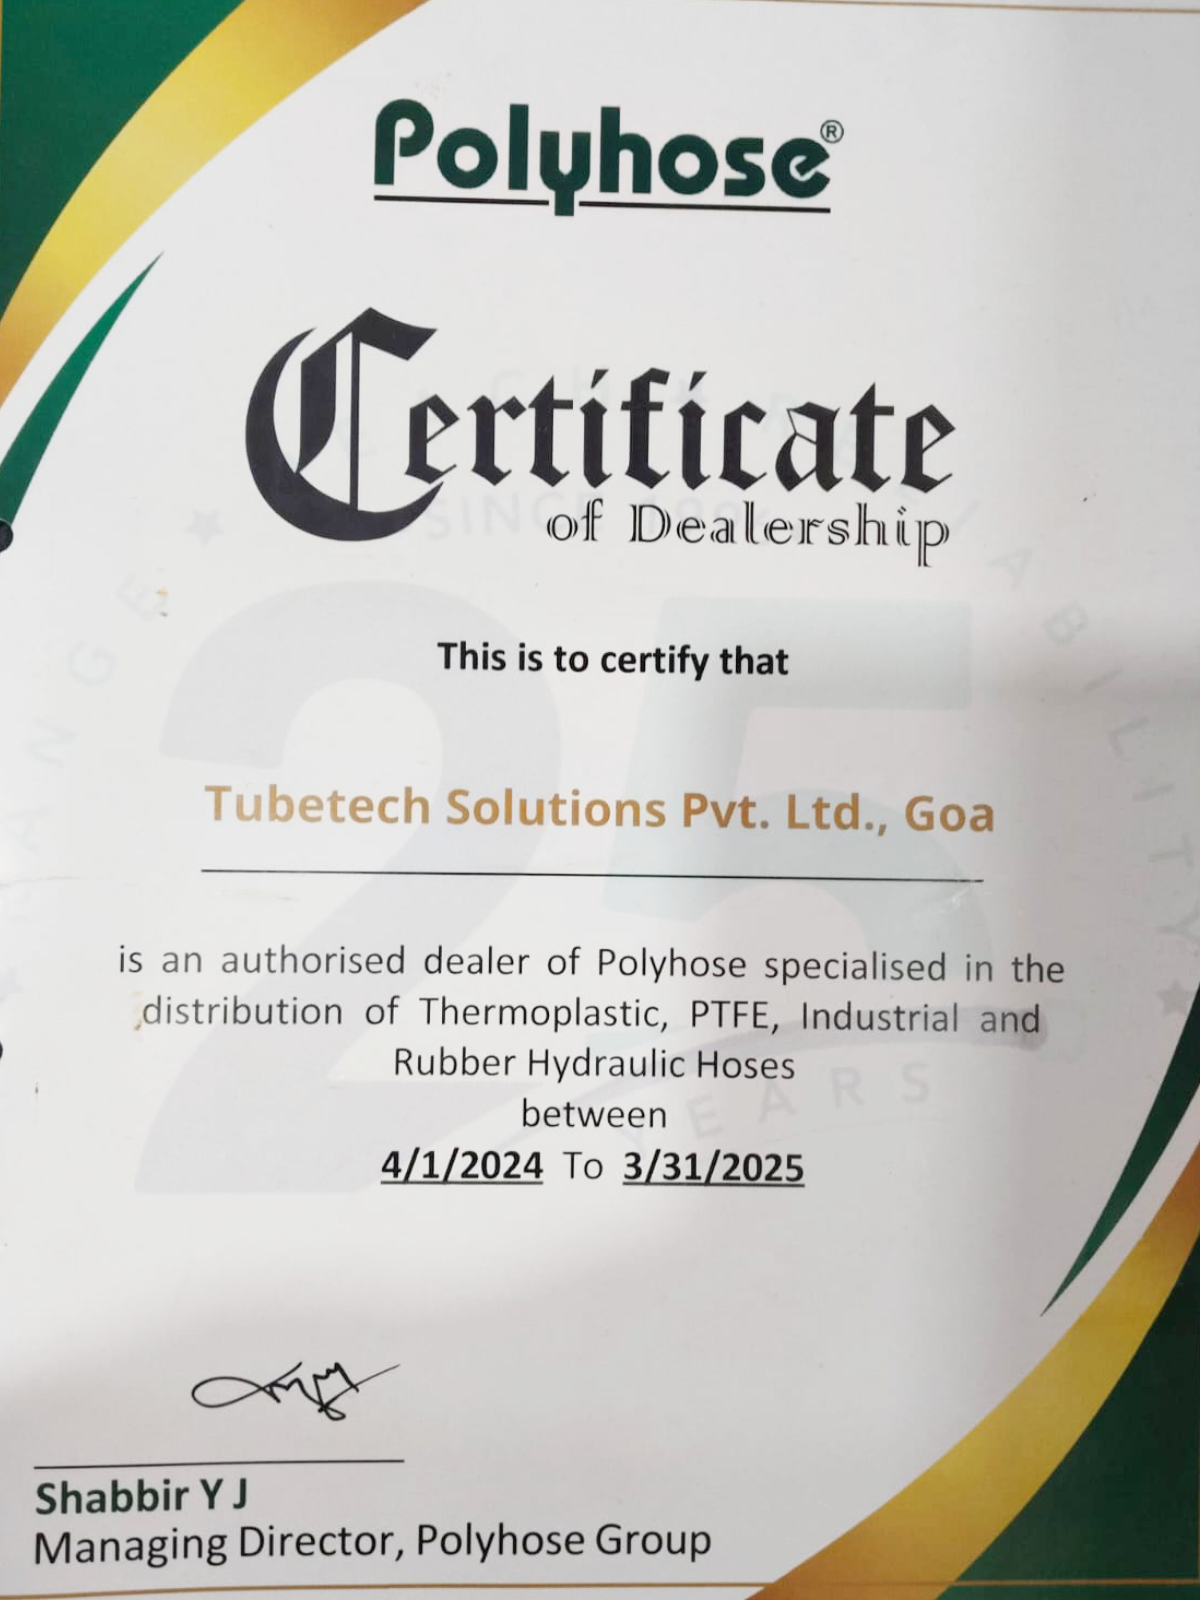 Polyhose®
Certificate
of Dealership
This is to certify that
Tubetech Solutions Pvt. Ltd., Goa
is an authorised dealer of Polyhose specialised in the
distribution of Thermoplastic, PTFE, Industrial and
Rubber Hydraulic Hoses
between
4/1/2024 To 3/31/2025
25
YEARS
Shabbir Y J
Managing Director, Polyhose Group